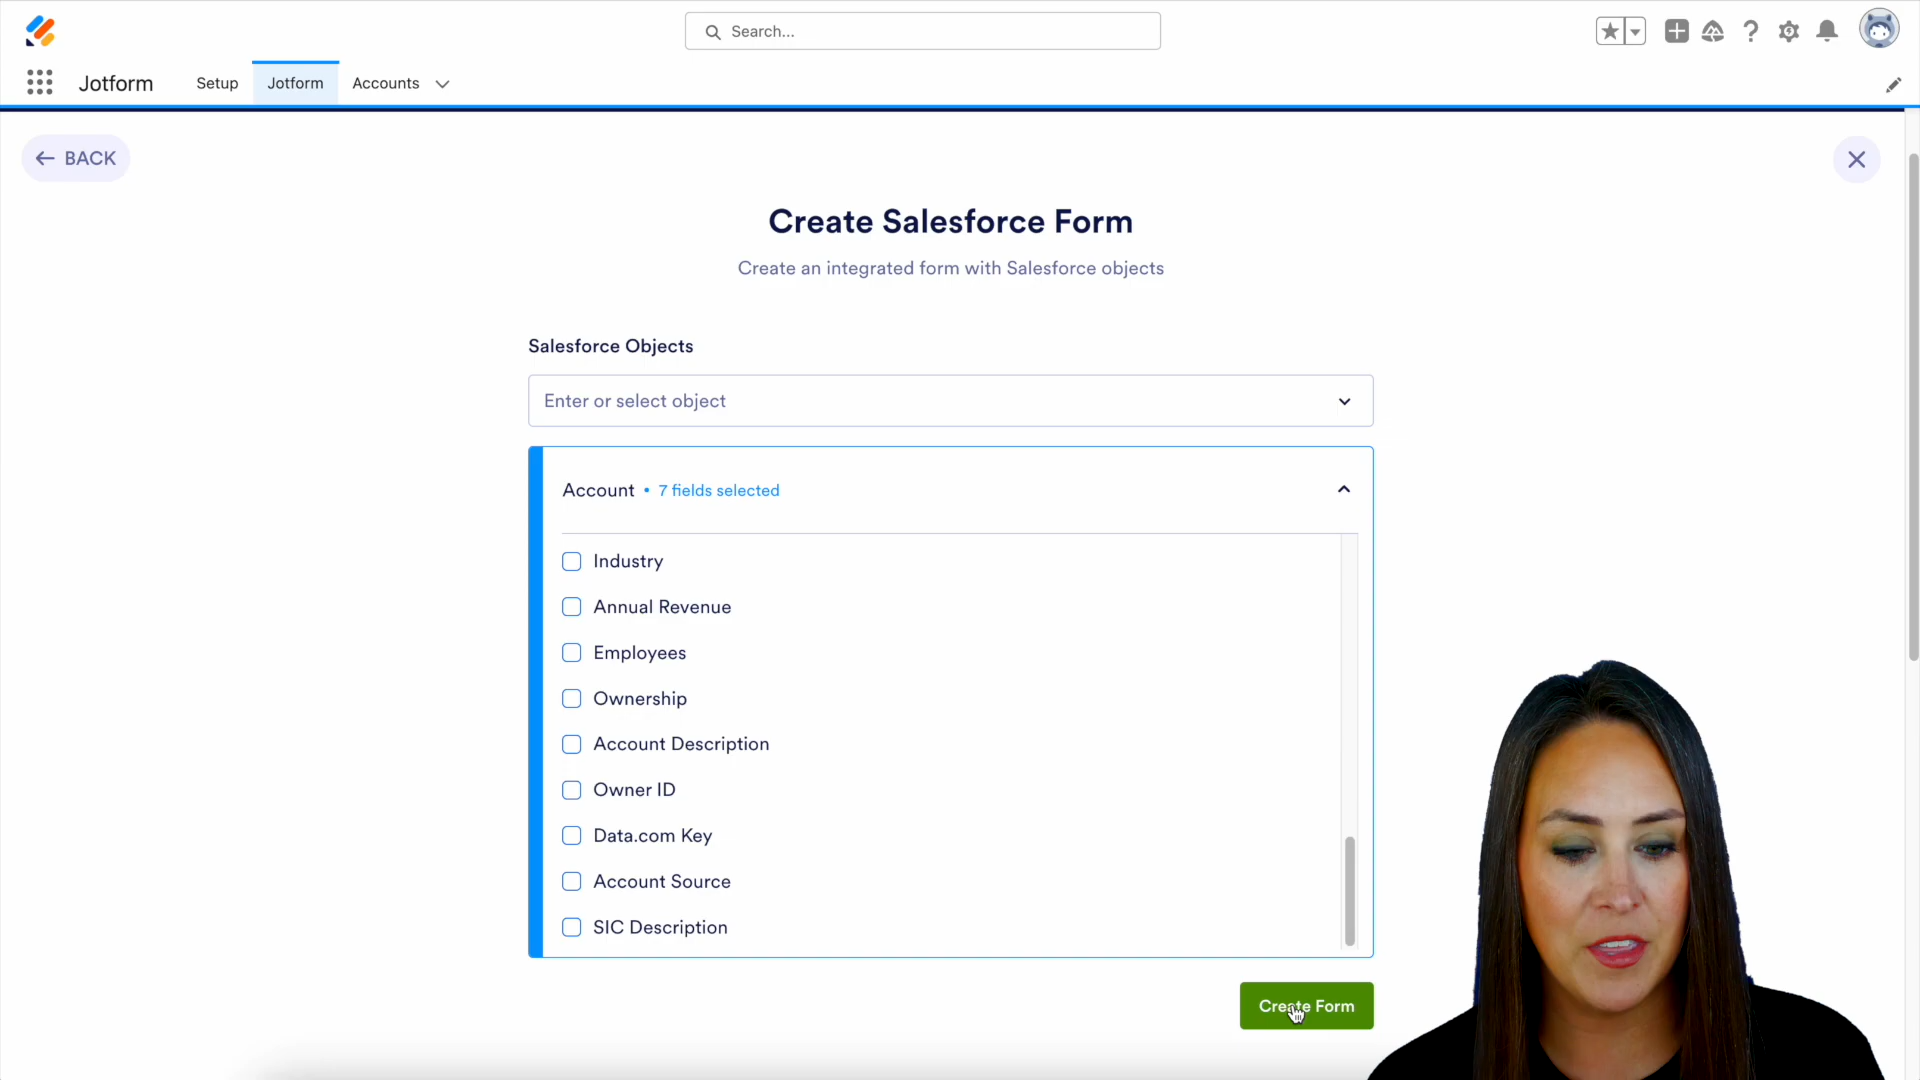 Search...
Jotform
Setup
Jotform
Accounts
BACK
Create Salesforce Form
Create an integrated form with Salesforce objects
Salesforce Objects
Enter or select object
Account • 7 fields selected
Industry
Annual Revenue
Employees
Ownership
Account Description
Owner ID
Data.com Key
Account Source
SIC Description
Create Form